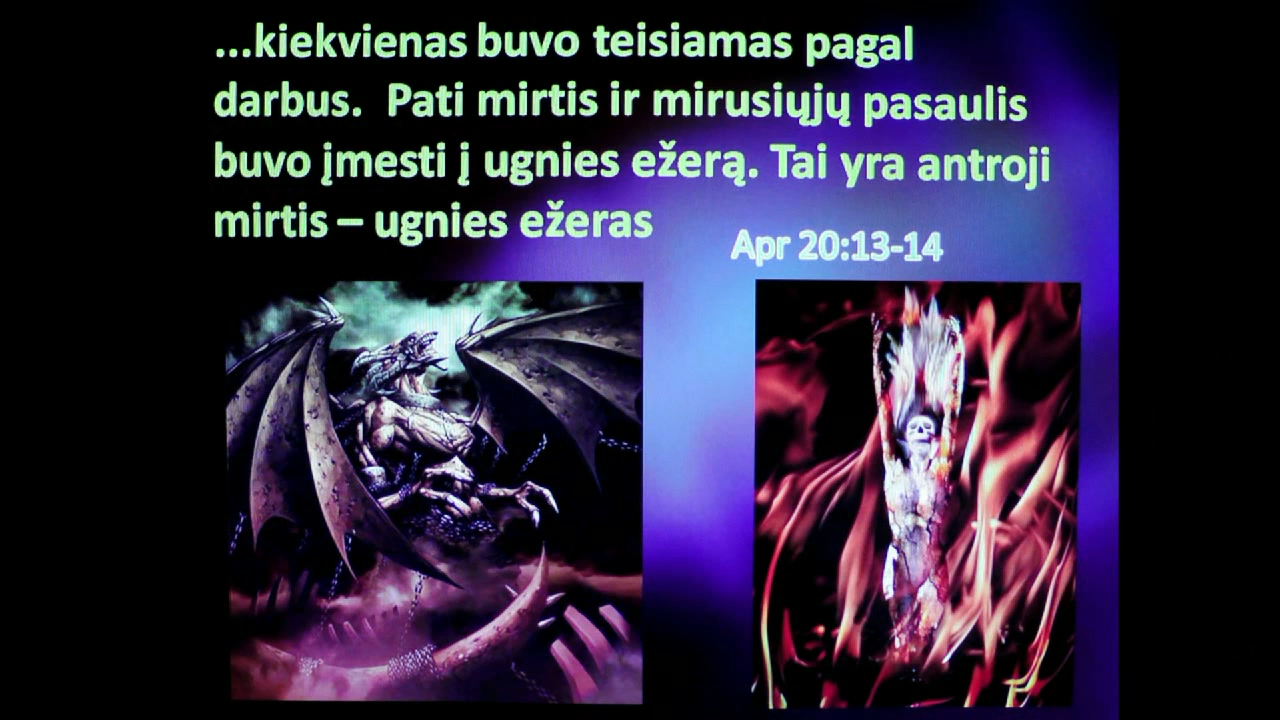 ...kiekvienas buvo teisiamas pagal
darbus. Pati mirtis ir mirusiųjų pasaulis
buvo įmesti į ugnies ežerą. Tai yra antroji
mirtis – ugnies ežeras
Apr 20:13-14